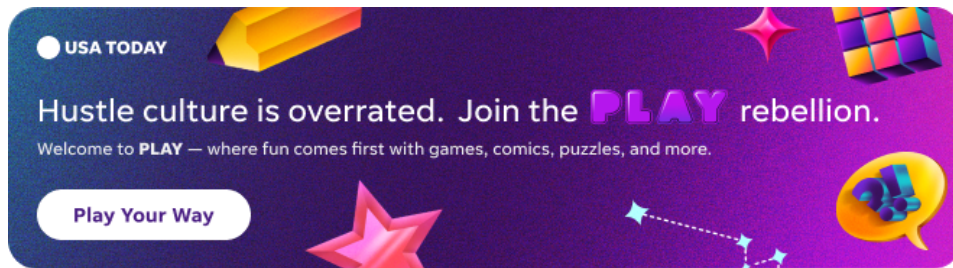 USA TODAY
Hustle culture is overrated. Join the PLAY rebellion.
Welcome to PLAY — where fun comes first with games, comics, puzzles, and more.
Play Your Way
?!